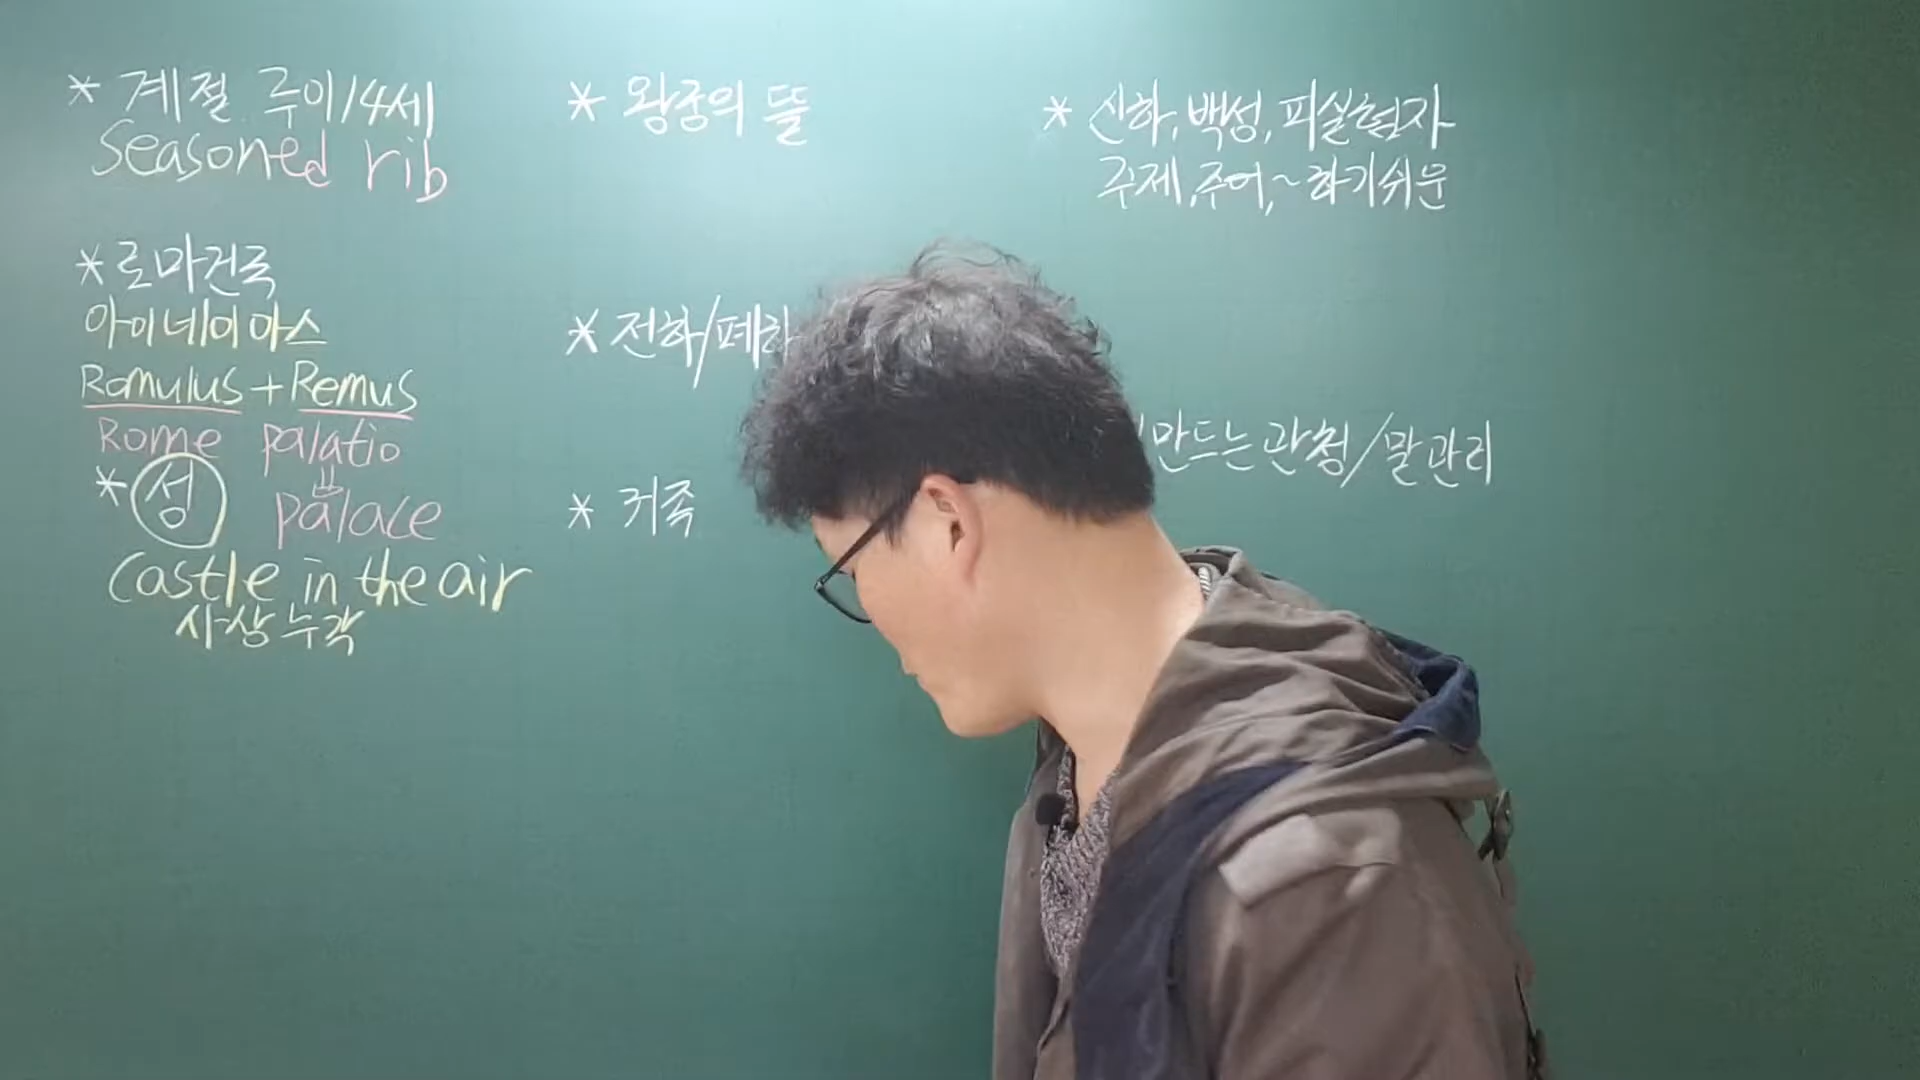 * 계절. 주이/4세
Seasoned rib
* 로마건국
아이네이아스
Romulus + Remus
Rome palatio
* 성 palace
Castle in the air
사상누각
* 왕궁의 뜰
* 전하/폐하
* 귀족
* 신하, 백성, 피실험자
주제, 주어, ~하기쉬운
만드는관청/말관리